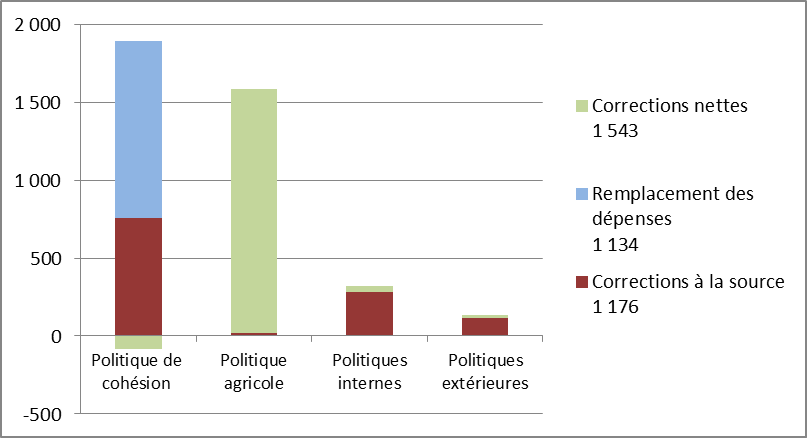 2 000
1 500
1 000
500
0
-500
Politique de
cohésion
Politique
agricole
Politiques
internes
Politiques
extérieures
Corrections nettes
1 543
Remplacement des
dépenses
1 134
Corrections à la source
1 176